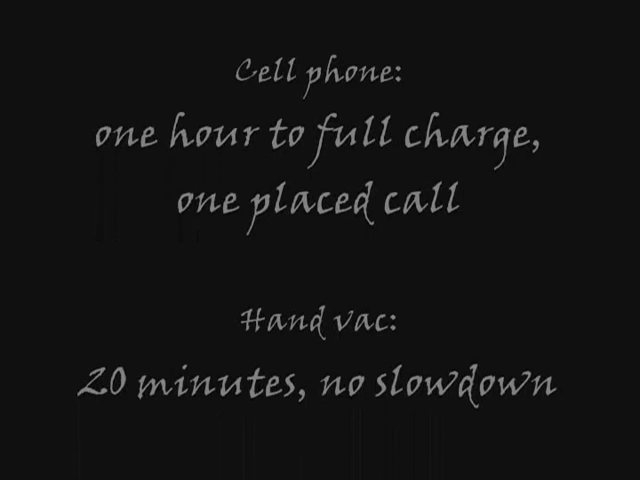 Cell phone:
one hour to full charge,
one placed call
Hand vac:
20 minutes, no slowdown